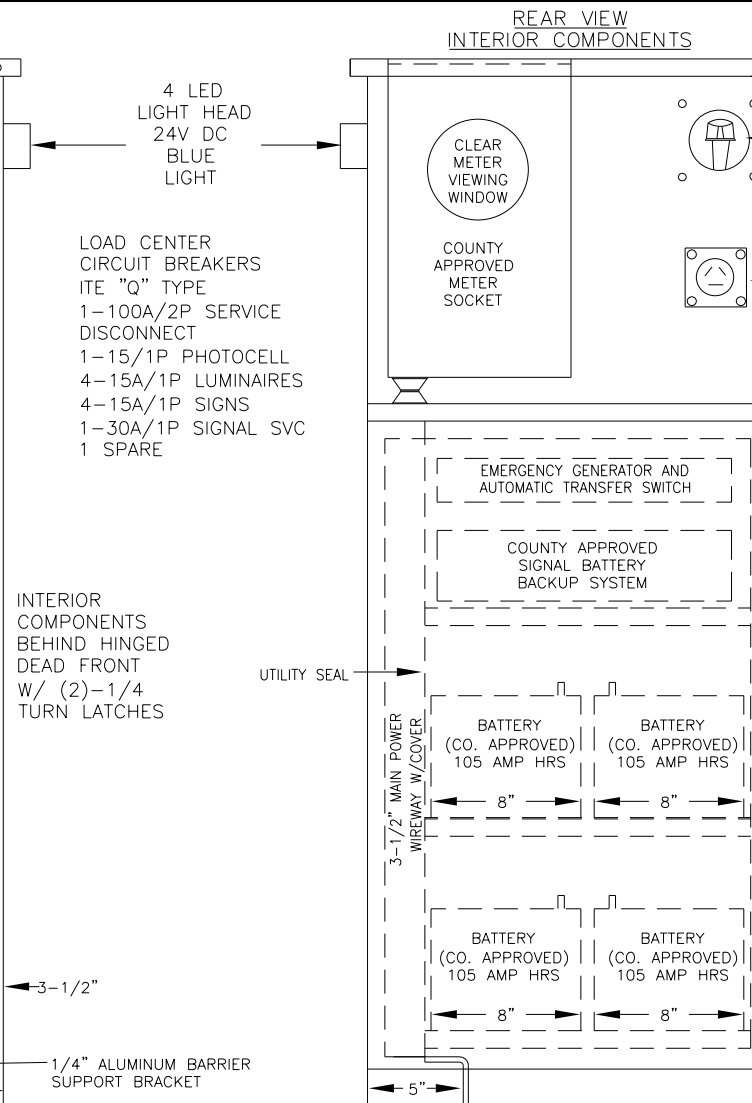 REAR VIEW
INTERIOR COMPONENTS
4 LED
LIGHT HEAD
24V DC
BLUE
LIGHT
CLEAR
METER
VIEWING
WINDOW
COUNTY
APPROVED
METER
SOCKET
LOAD CENTER
CIRCUIT BREAKERS
ITE "Q" TYPE
1-100A/2P SERVICE
DISCONNECT
1-15/1P PHOTOCELL
4-15A/1P LUMINAIRES
4-15A/1P SIGNS
1-30A/1P SIGNAL SVC
1 SPARE
EMERGENCY GENERATOR AND
AUTOMATIC TRANSFER SWITCH
COUNTY APPROVED
SIGNAL BATTERY
BACKUP SYSTEM
INTERIOR
COMPONENTS
BEHIND HINGED
DEAD FRONT
W/ (2)-1/4
TURN LATCHES
UTILITY SEAL
3-1/2" MAIN POWER
WIREWAY W/COVER
BATTERY
(CO. APPROVED)
105 AMP HRS
8"
BATTERY
(CO. APPROVED)
105 AMP HRS
8"
BATTERY
(CO. APPROVED)
105 AMP HRS
8"
BATTERY
(CO. APPROVED)
105 AMP HRS
8"
3-1/2"
1/4" ALUMINUM BARRIER
SUPPORT BRACKET
5"